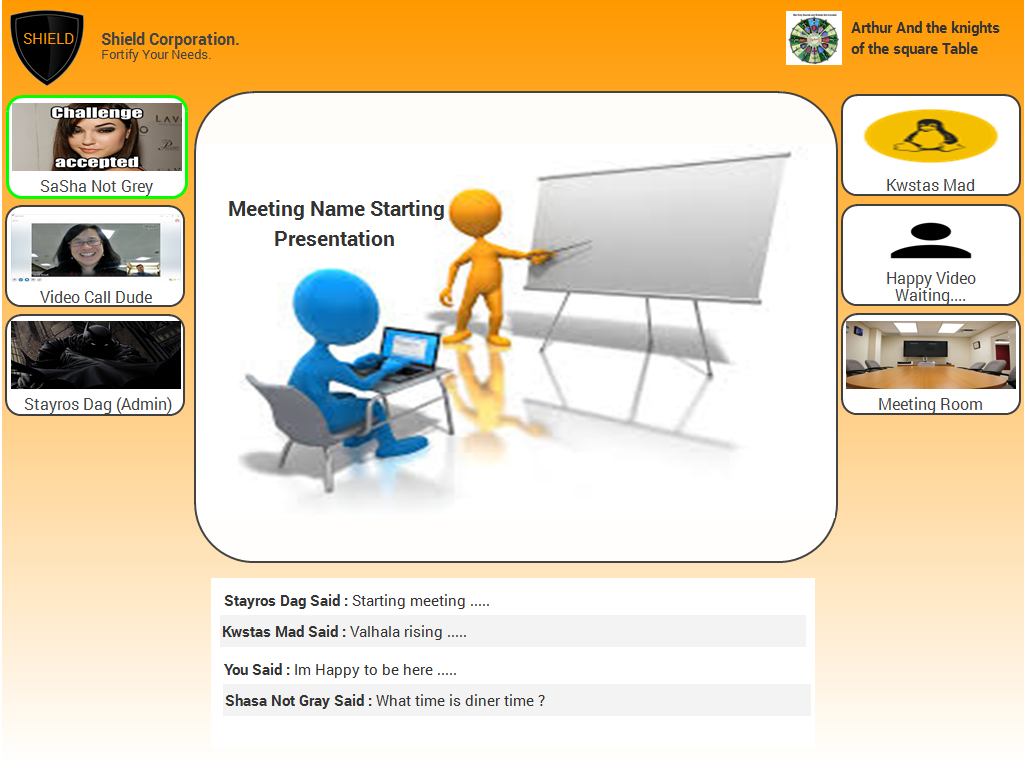 SHIELD
Shield Corporation.
Fortify Your Needs.
Arthur And the knights
of the square Table
Challenge
accepted
SaSha Not Grey
Video Call Dude
Stayros Dag (Admin)
Meeting Name Starting
Presentation
Kwstas Mad
Happy Video
Waiting....
Meeting Room
Stayros Dag Said : Starting meeting .....
Kwstas Mad Said : Valhala rising .....
You Said : Im Happy to be here .....
Shasa Not Gray Said : What time is diner time ?